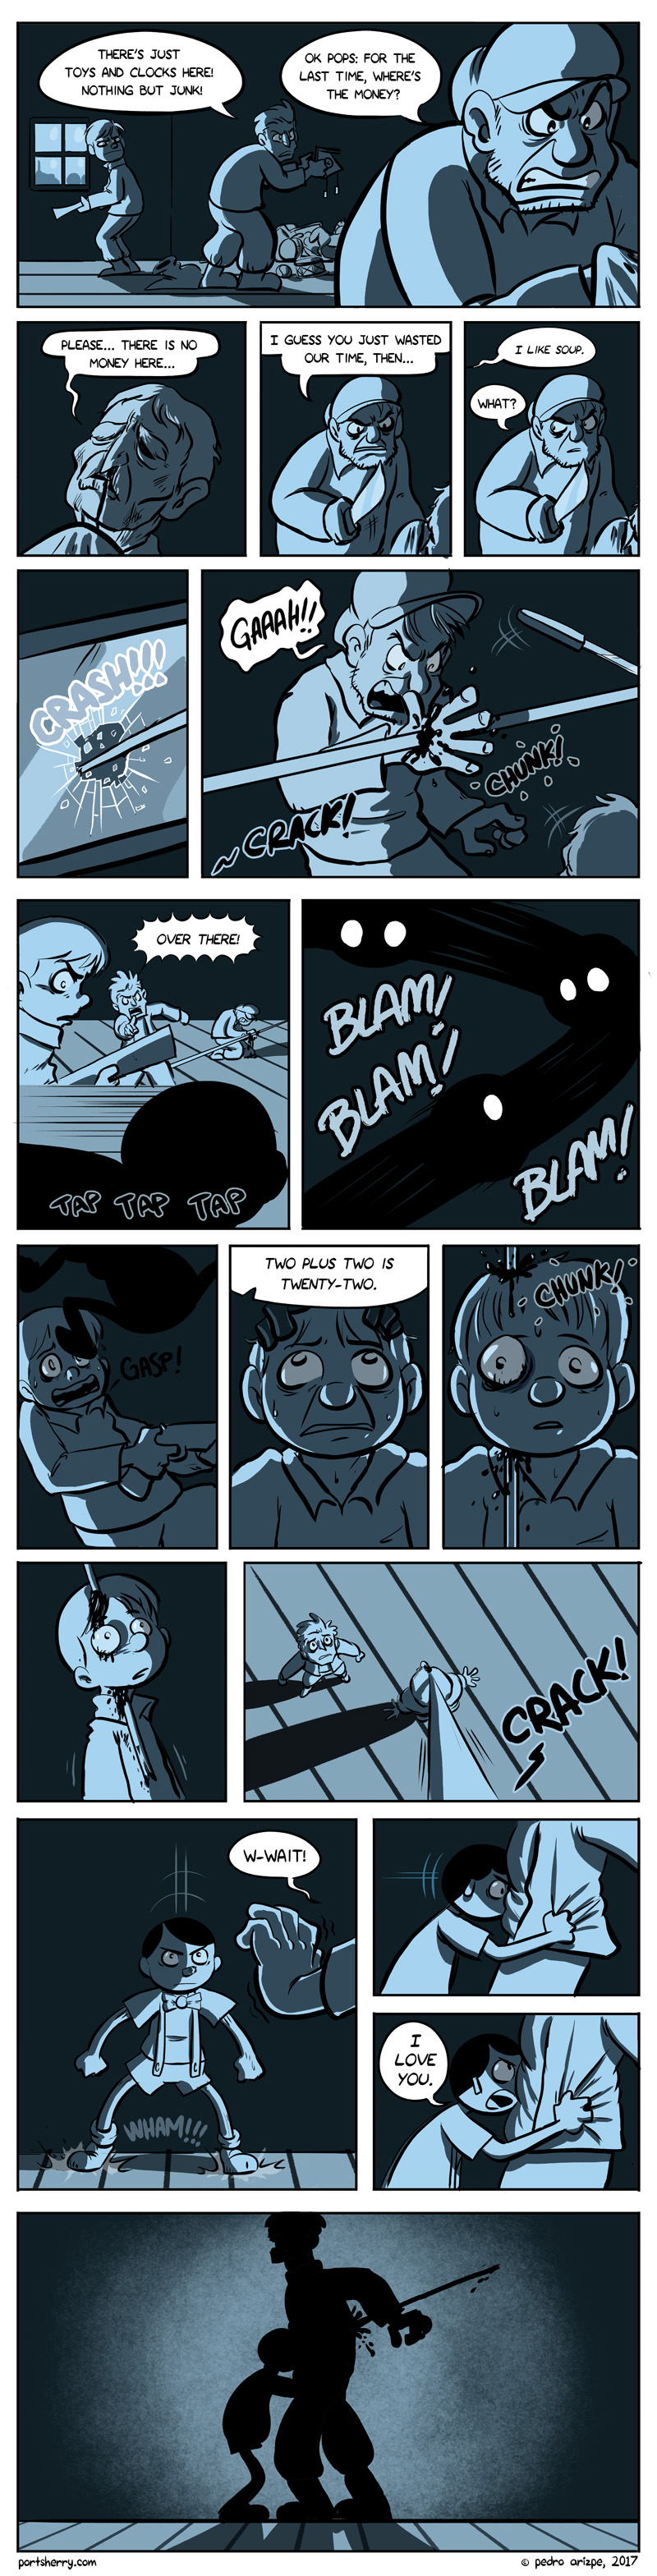 THERE'S JUST
TOYS AND CLOCKS HERE!
NOTHING BUT JUNK!
OK POPS: FOR THE
LAST TIME, WHERE'S
THE MONEY?
PLEASE... THERE IS NO
MONEY HERE...
I GUESS YOU JUST WASTED
OUR TIME, THEN...
I LIKE SOUP.
WHAT?
CRASH!!!
GAAAH!!
CHUNK!
CRACK!
OVER THERE!
TAP TAP TAP
BLAM!
BLAM!
BLAM!
GASP!
TWO PLUS TWO IS
TWENTY-TWO.
CHUNK!
CRACK!
W-WAIT!
WHAM!!!
I
LOVE
YOU.
portsherry.com
© pedro arizpe, 2017